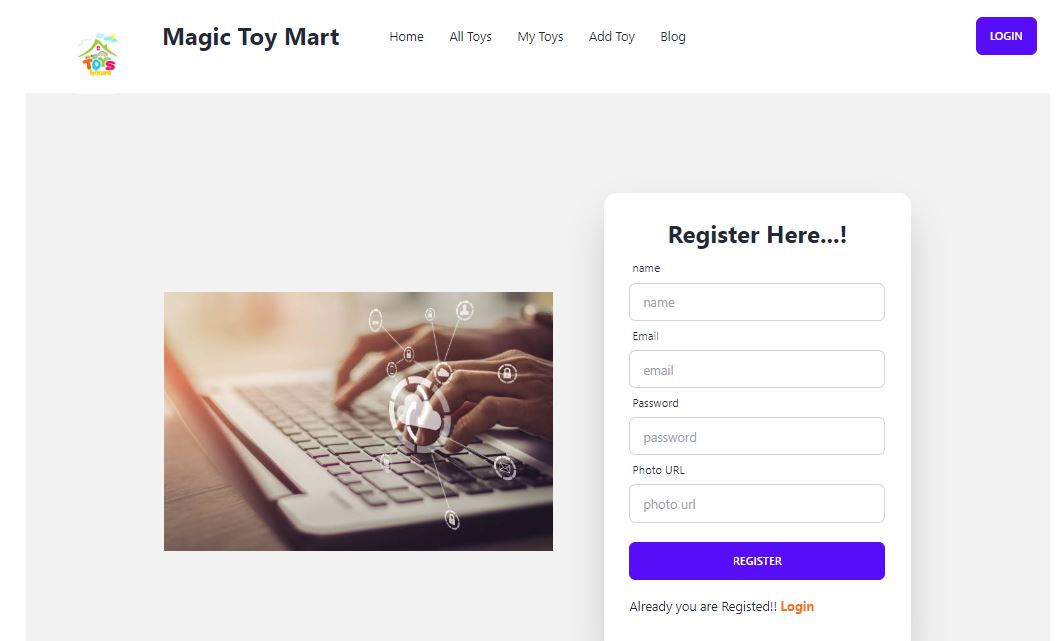 TOYS
Magic Toy Mart
Home
All Toys
My Toys
Add Toy
Blog
LOGIN
Register Here...!
name
name
Email
email
Password
password
Photo URL
photo url
REGISTER
Already you are Registed!! Login